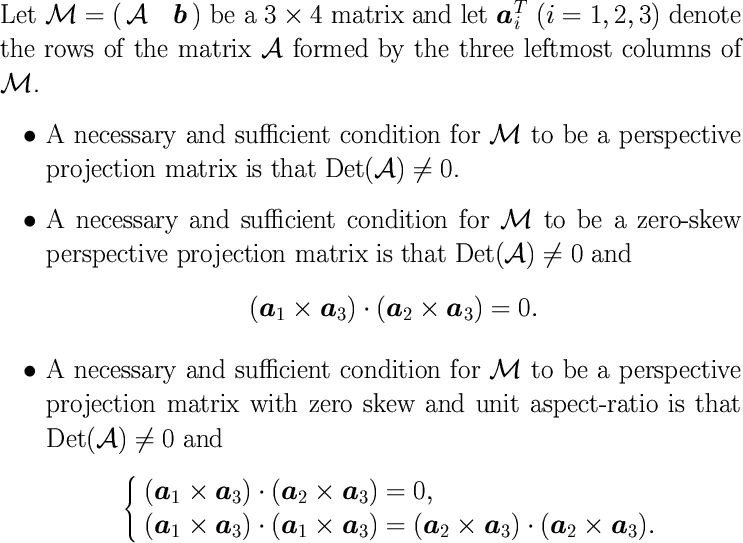 Let 𝓜 = ( 𝓐 𝒃 ) be a 3 × 4 matrix and let 𝒂ᵢᵀ (i = 1, 2, 3) denote
the rows of the matrix 𝓐 formed by the three leftmost columns of
𝓜.
• A necessary and sufficient condition for 𝓜 to be a perspective
projection matrix is that Det(𝓐) ≠ 0.
• A necessary and sufficient condition for 𝓜 to be a zero-skew
perspective projection matrix is that Det(𝓐) ≠ 0 and
(𝒂₁ × 𝒂₃) · (𝒂₂ × 𝒂₃) = 0.
• A necessary and sufficient condition for 𝓜 to be a perspective
projection matrix with zero skew and unit aspect-ratio is that
Det(𝓐) ≠ 0 and
{ (𝒂₁ × 𝒂₃) · (𝒂₂ × 𝒂₃) = 0,
(𝒂₁ × 𝒂₃) · (𝒂₁ × 𝒂₃) = (𝒂₂ × 𝒂₃) · (𝒂₂ × 𝒂₃).